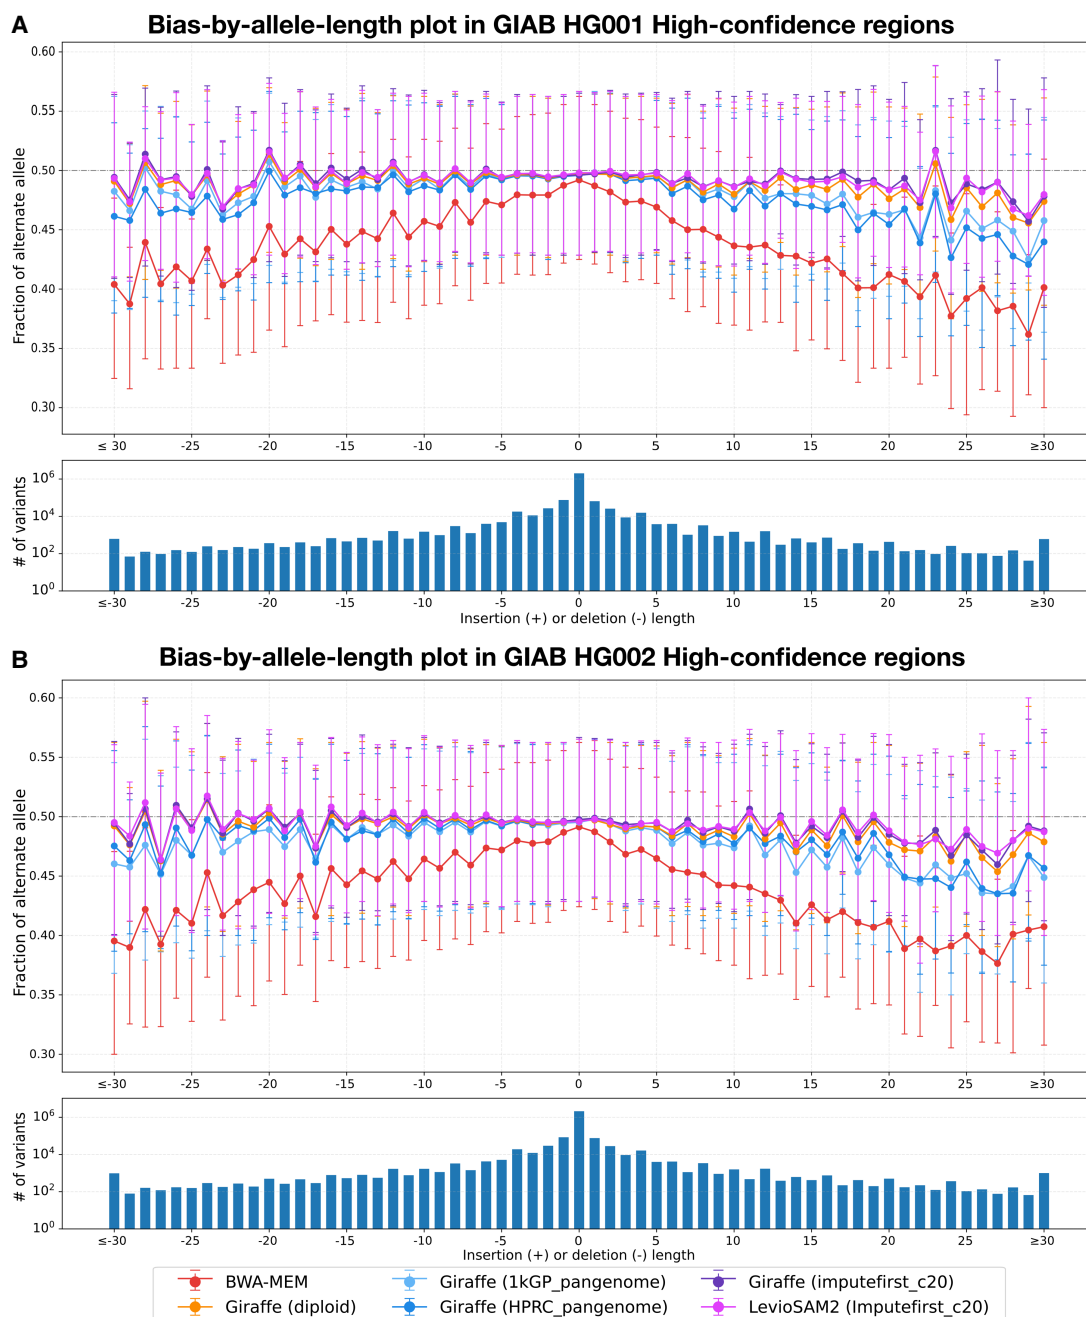 A
Bias-by-allele-length plot in GIAB HG001 High-confidence regions
Fraction of alternate allele
0.60
0.55
0.50
0.45
0.40
0.35
0.30
≤ 30 -25 -20 -15 -10 -5 0 5 10 15 20 25 ≥30
# of variants
10⁶
10⁴
10²
10⁰
≤-30 -25 -20 -15 -10 -5 0 5 10 15 20 25 ≥30
Insertion (+) or deletion (-) length
B
Bias-by-allele-length plot in GIAB HG002 High-confidence regions
Fraction of alternate allele
0.60
0.55
0.50
0.45
0.40
0.35
0.30
≤-30 -25 -20 -15 -10 -5 0 5 10 15 20 25 ≥30
# of variants
10⁶
10⁴
10²
10⁰
≤-30 -25 -20 -15 -10 -5 0 5 10 15 20 25 ≥30
Insertion (+) or deletion (-) length
BWA-MEM Giraffe (1kGP_pangenome) Giraffe (imputefirst_c20)
Giraffe (diploid) Giraffe (HPRC_pangenome) LevioSAM2 (Imputefirst_c20)